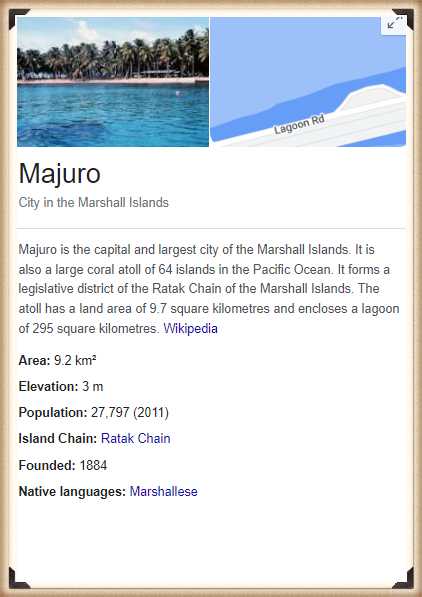 Lagoon Rd
Majuro
City in the Marshall Islands
Majuro is the capital and largest city of the Marshall Islands. It is
also a large coral atoll of 64 islands in the Pacific Ocean. It forms a
legislative district of the Ratak Chain of the Marshall Islands. The
atoll has a land area of 9.7 square kilometres and encloses a lagoon
of 295 square kilometres. Wikipedia
Area: 9.2 km²
Elevation: 3 m
Population: 27,797 (2011)
Island Chain: Ratak Chain
Founded: 1884
Native languages: Marshallese